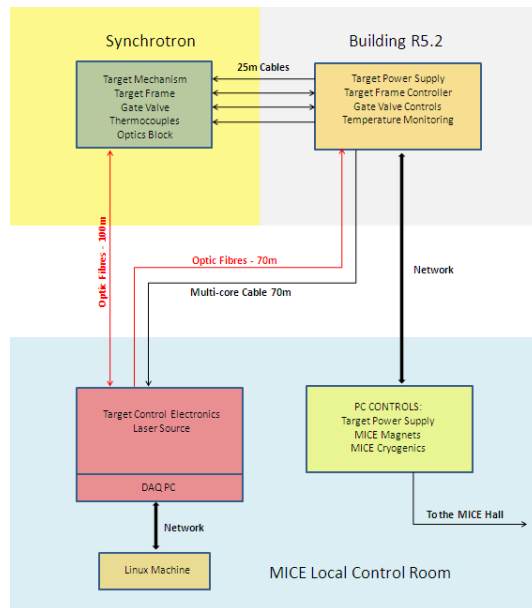 Synchrotron
Building R5.2
Target Mechanism
Target Frame
Gate Valve
Thermocouples
Optics Block
25m Cables
Target Power Supply
Target Frame Controller
Gate Valve Controls
Temperature Monitoring
Optic Fibres - 100m
Optic Fibres - 70m
Multi-core Cable 70m
Network
Target Control Electronics
Laser Source
DAQ PC
PC CONTROLS:
Target Power Supply
MICE Magnets
MICE Cryogenics
To the MICE Hall
Network
Linux Machine
MICE Local Control Room